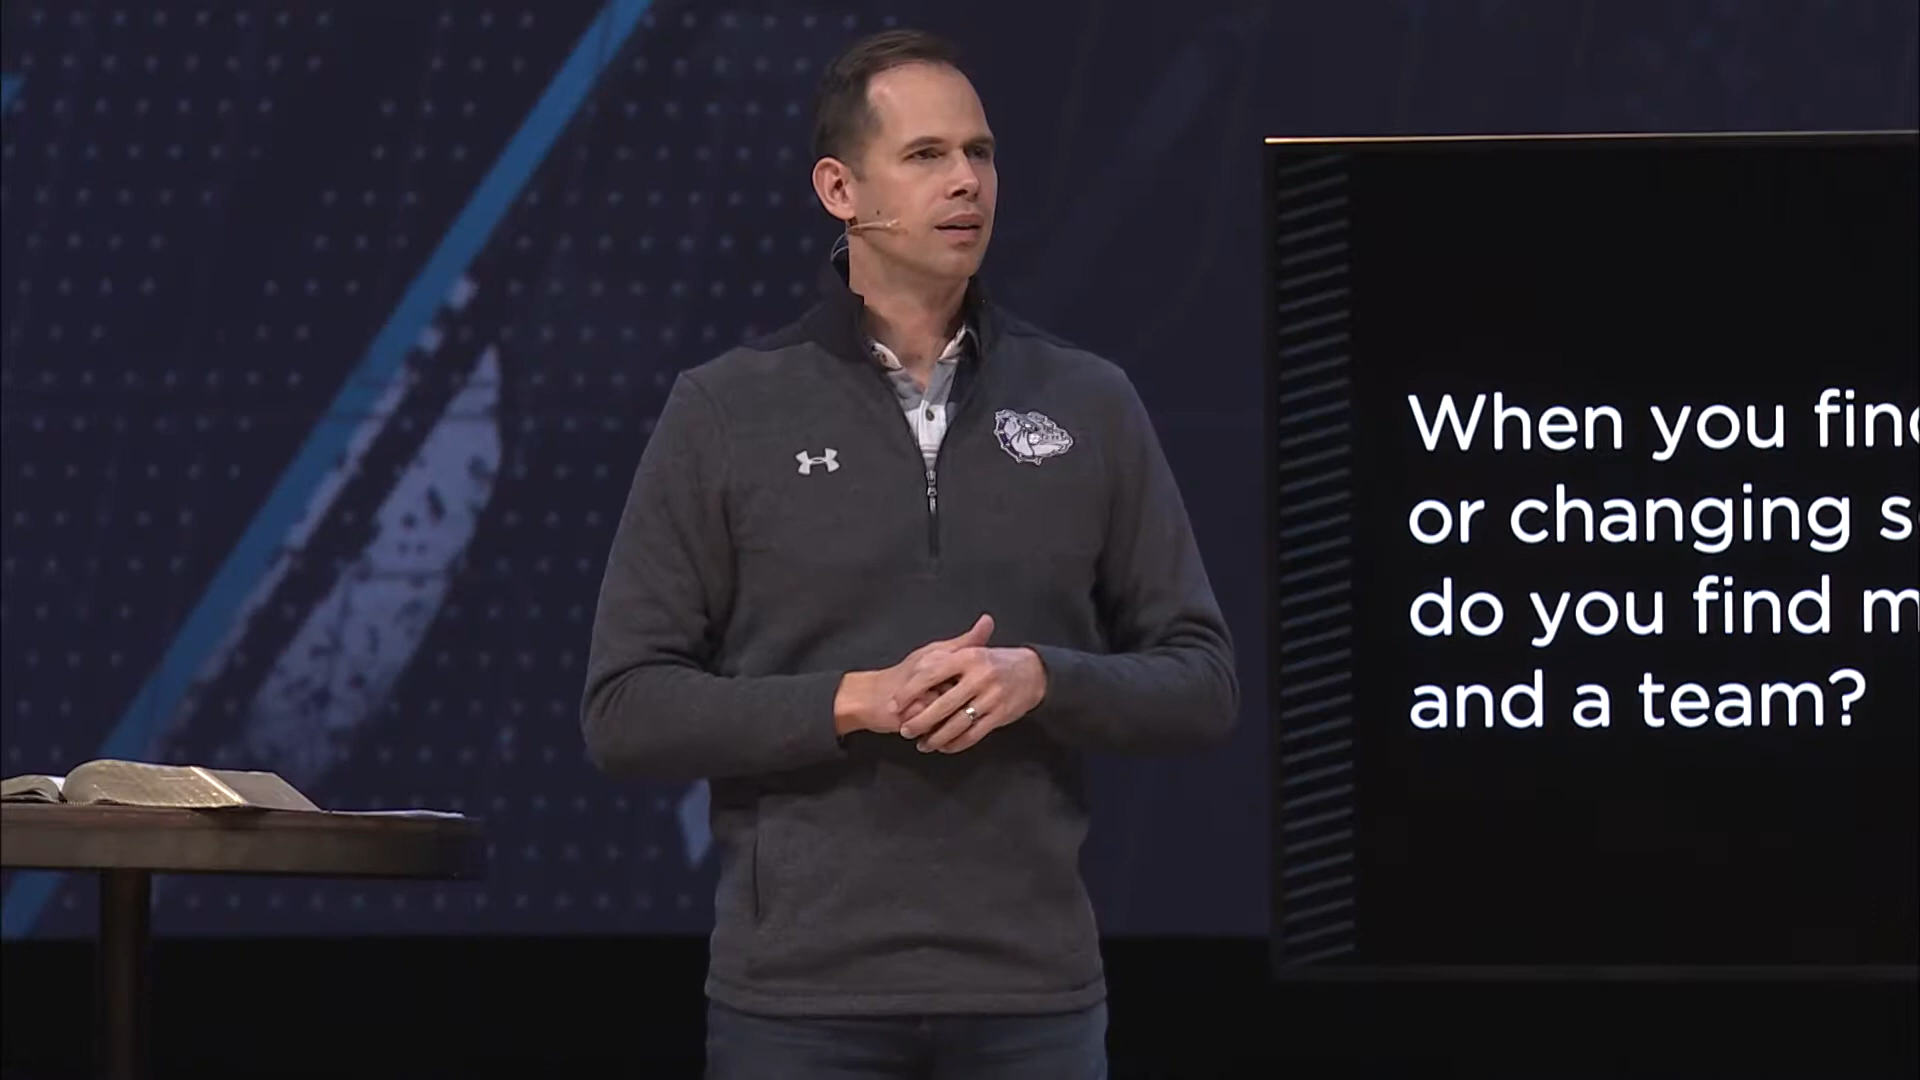 When you fin
or changing s
do you find m
and a team?